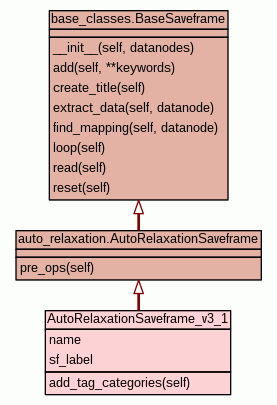 base_classes.BaseSaveframe
__init__(self, datanodes)
add(self, **keywords)
create_title(self)
extract_data(self, datanode)
find_mapping(self, datanode)
loop(self)
read(self)
reset(self)
auto_relaxation.AutoRelaxationSaveframe
pre_ops(self)
AutoRelaxationSaveframe_v3_1
name
sf_label
add_tag_categories(self)